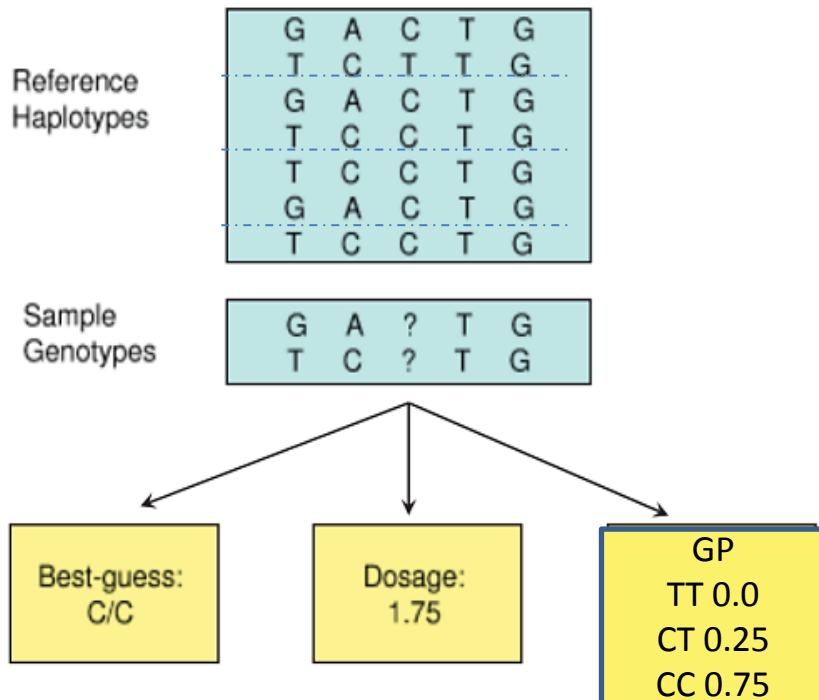 Reference
Haplotypes
G A C T G
T C T T G
G A C T G
T C C T G
T C C T G
G A C T G
T C C T G
Sample
Genotypes
G A ? T G
T C ? T G
Best-guess:
C/C
Dosage:
1.75
GP
TT 0.0
CT 0.25
CC 0.75